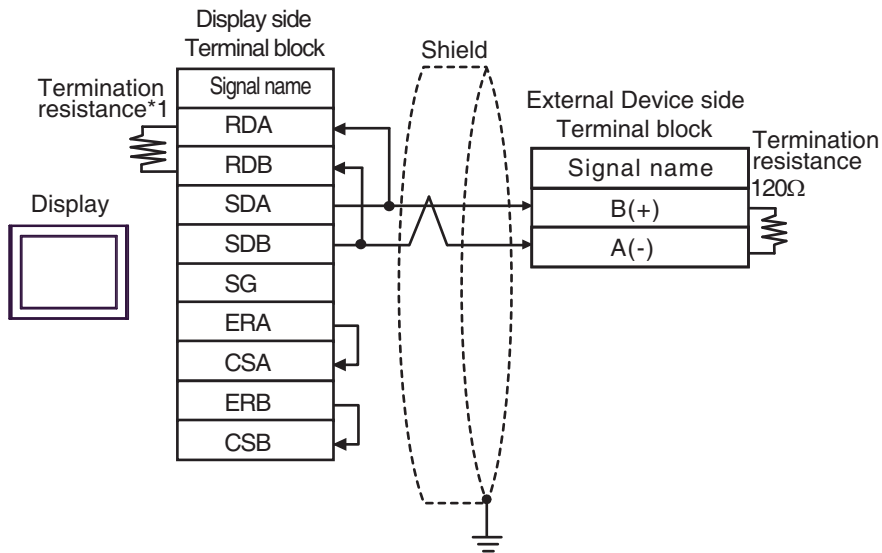 Display side
Terminal block
Shield
Termination
resistance*1
Signal name
RDA
RDB
SDA
SDB
SG
ERA
CSA
ERB
CSB
Display
External Device side
Terminal block
Signal name
B(+)
A(-)
Termination
resistance
120Ω